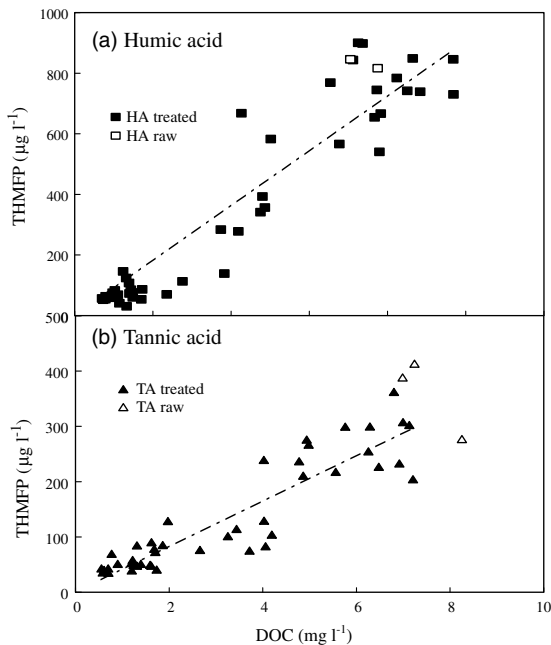 1000
(a) Humic acid
800
HA treated
HA raw
600
THMFP (µg l-1)
400
200
500
(b) Tannic acid
400
TA treated
TA raw
300
THMFP (µg l-1)
200
100
0
0 2 4 6 8 10
DOC (mg l-1)